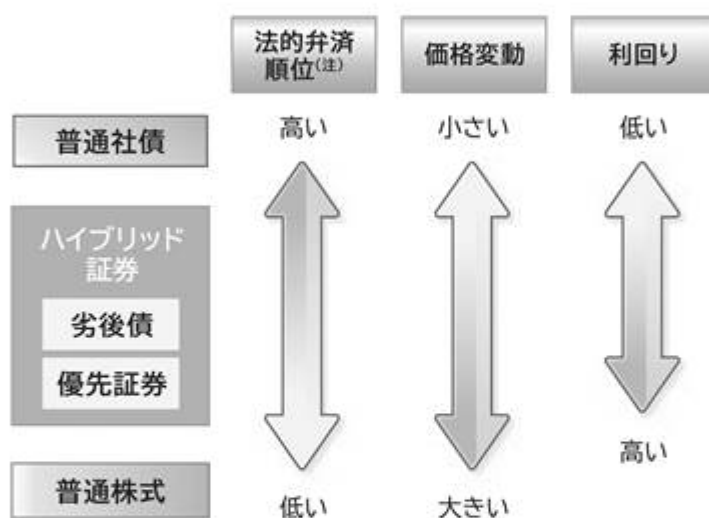 法的弁済
順位(注)
価格変動
利回り
普通社債
高い
小さい
低い
ハイブリッド
証券
劣後債
優先証券
高い
普通株式
低い
大きい